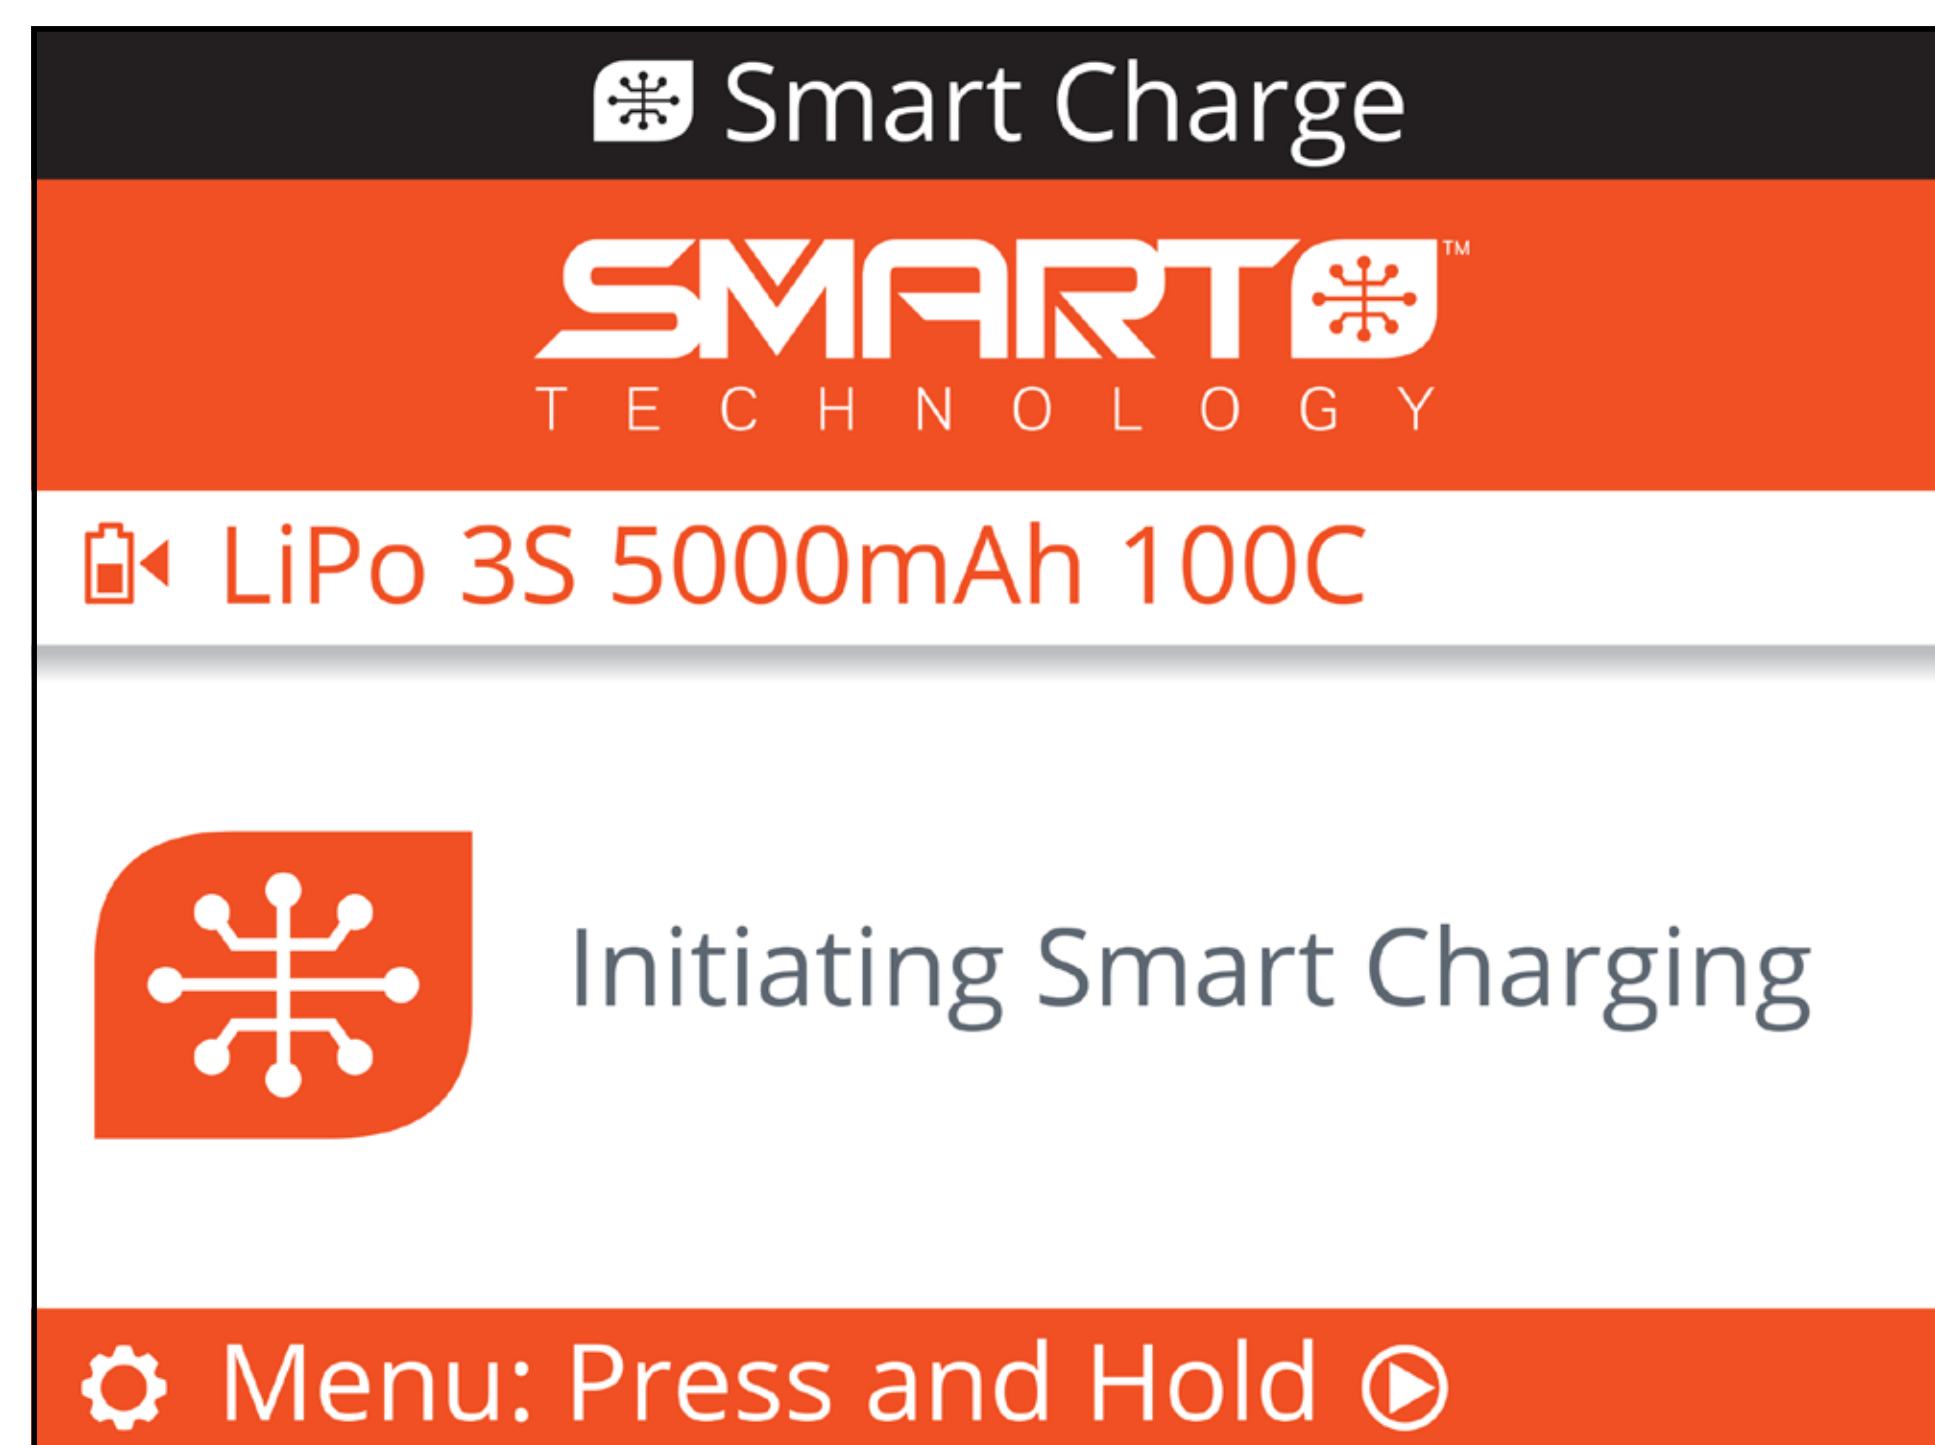 Smart Charge
SMART™
TECHNOLOGY
LiPo 3S 5000mAh 100C
Initiating Smart Charging
Menu: Press and Hold